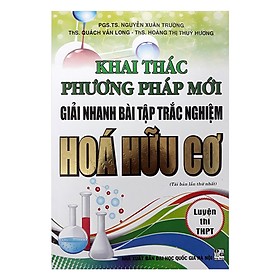 PGS.TS. NGUYỄN XUÂN TRƯỜNG
ThS. QUÁCH VĂN LONG - ThS. HOÀNG THỊ THUỲ HƯƠNG
KHAI THÁC
PHƯƠNG PHÁP MỚI
GIẢI NHANH BÀI TẬP TRẮC NGHIỆM
HOÁ HỮU CƠ
(Tái bản lần thứ nhất)
Luyện thi
THPT
NHÀ XUẤT BẢN ĐẠI HỌC QUỐC GIA HÀ NỘI